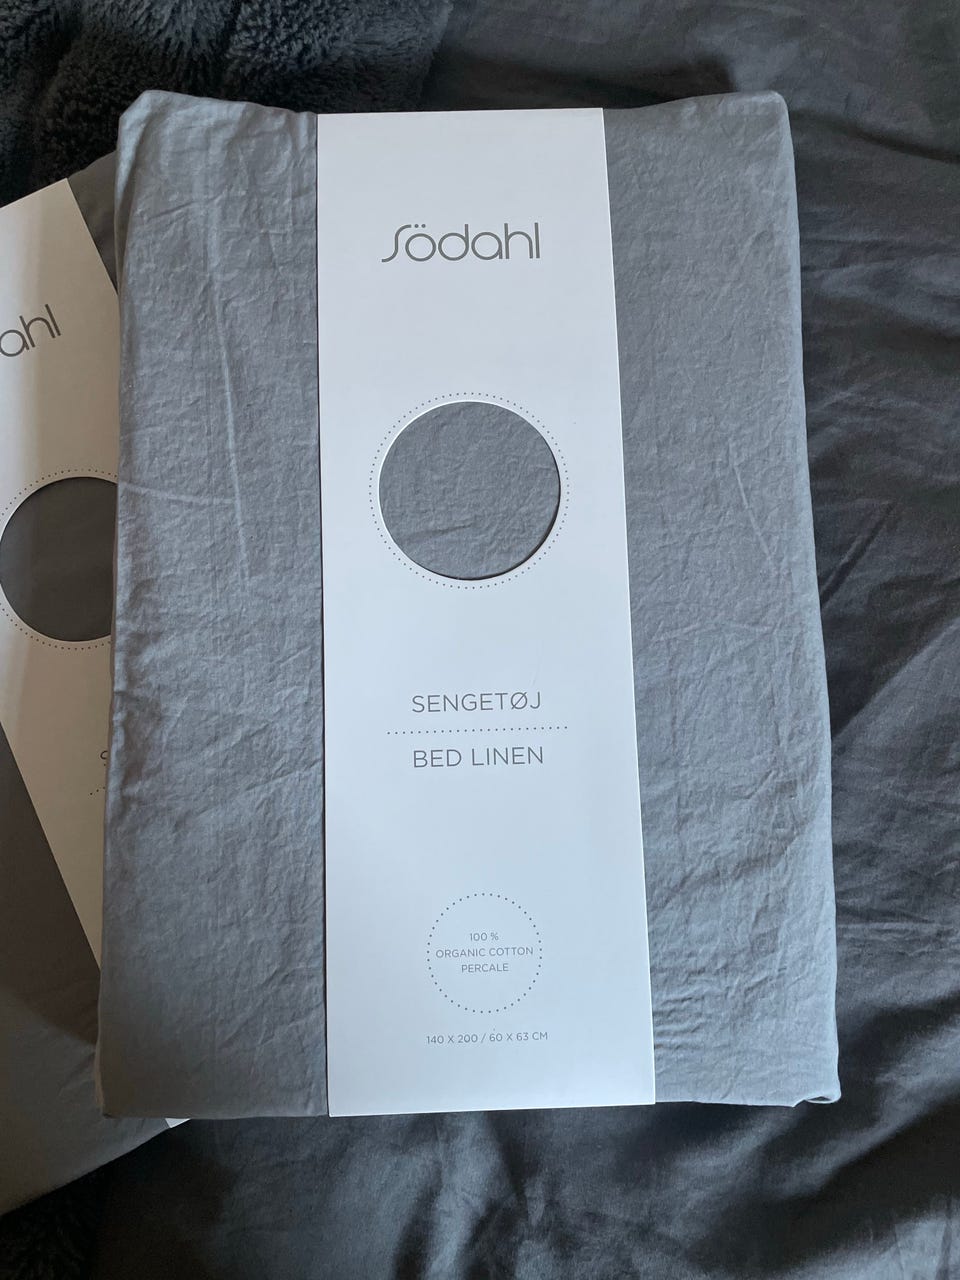 Södahl
SENGETØJ
BED LINEN
100 %
ORGANIC COTTON
PERCALE
140 X 200 / 60 X 63 CM
ahl
S